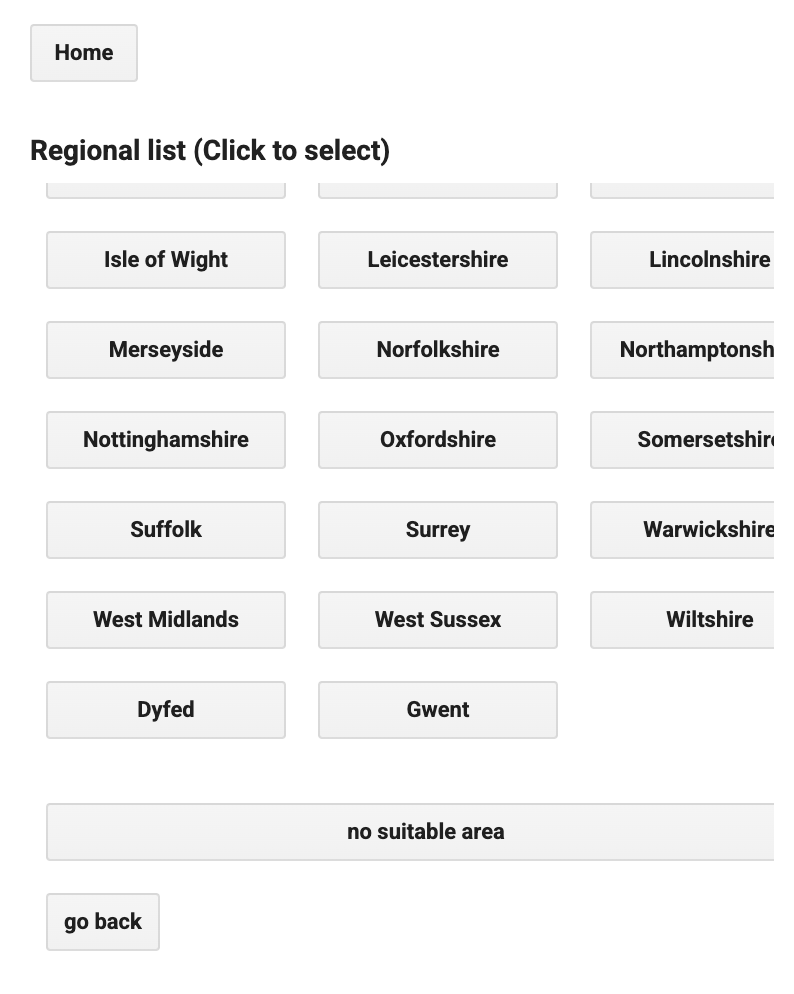 Home
Regional list (Click to select)
Isle of Wight
Leicestershire
Lincolnshire
Merseyside
Norfolkshire
Northamptonsh
Nottinghamshire
Oxfordshire
Somersetshire
Suffolk
Surrey
Warwickshire
West Midlands
West Sussex
Wiltshire
Dyfed
Gwent
no suitable area
go back